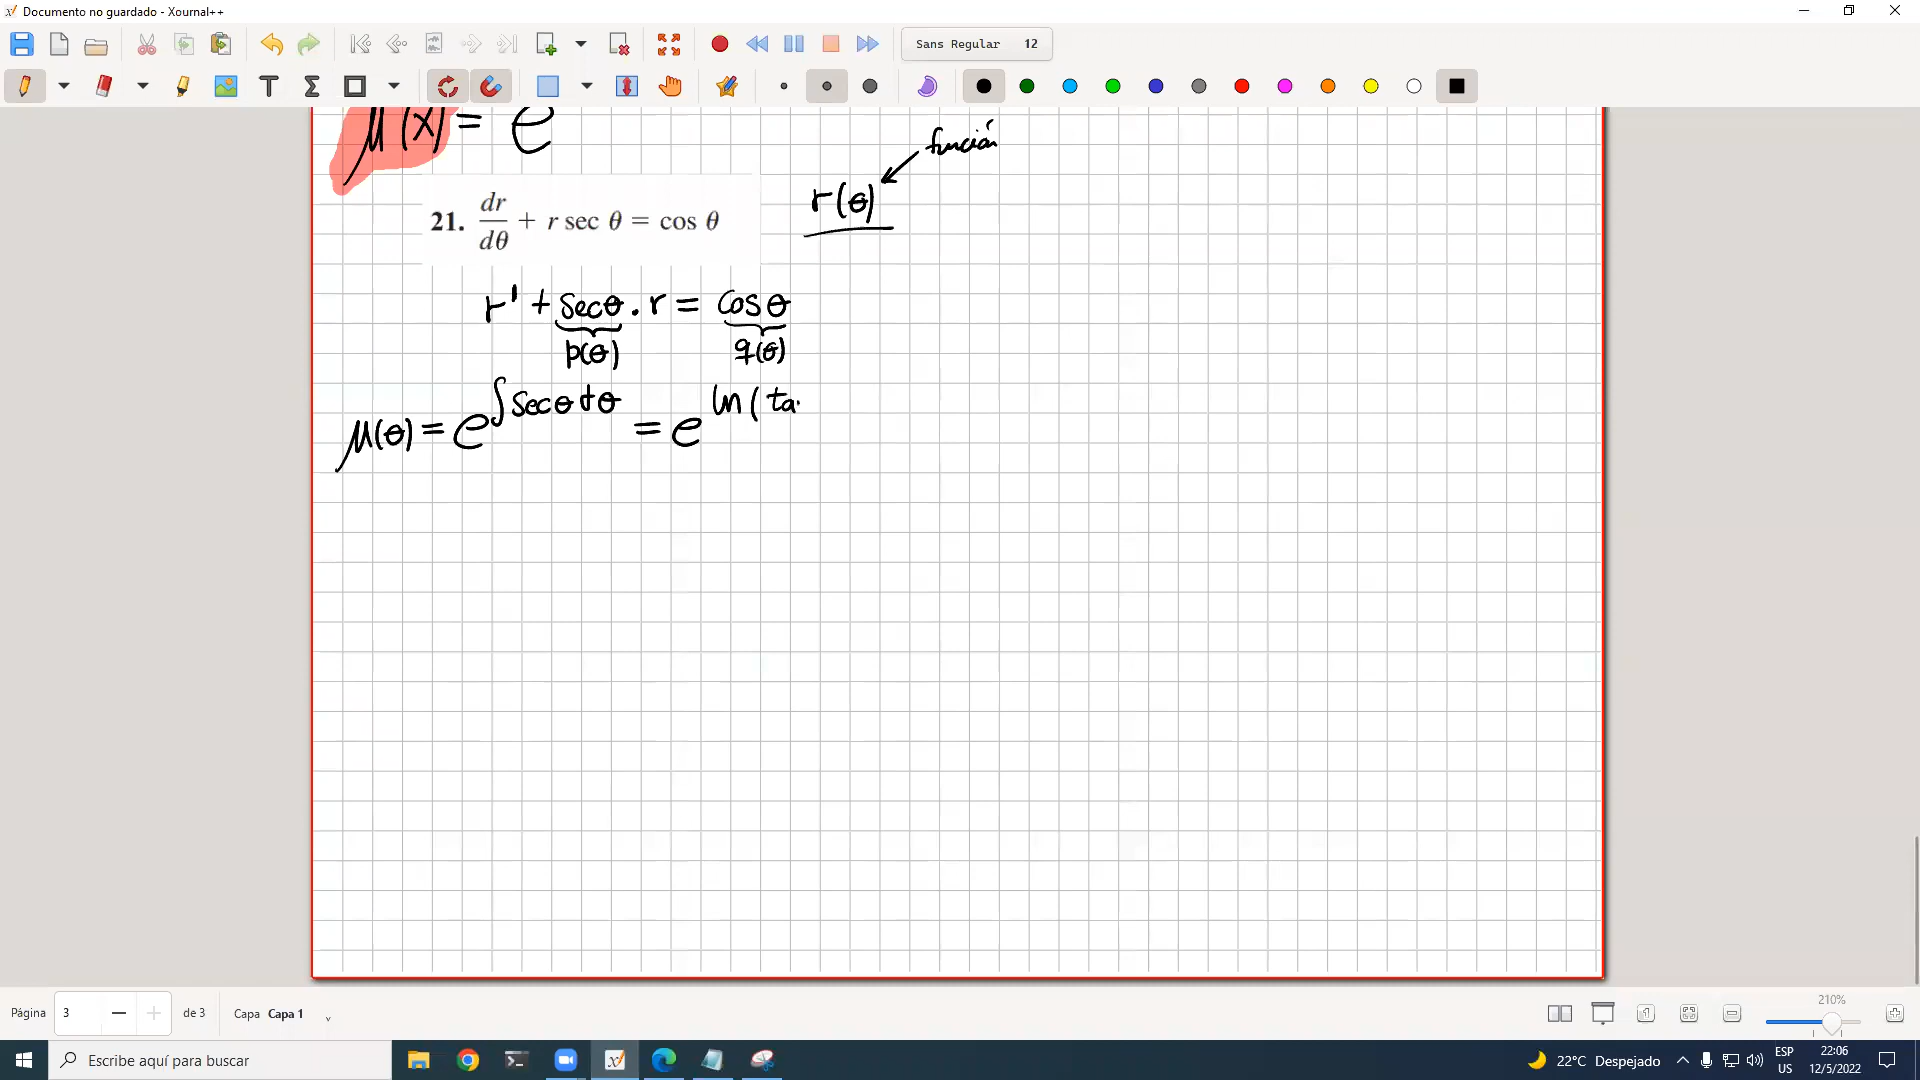 Documento no guardado - Xournal++
Sans Regular 12
μ(x) = e
función
r(θ)
21. dr/dθ + r sec θ = cos θ
r' + secθ . r = cosθ
p(θ) q(θ)
μ(θ) = e^∫secθdθ = e^ln(ta
Página 3 de 3 Capa Capa 1
210%
Escribe aquí para buscar
22°C Despejado
ESP
US
22:06
12/5/2022